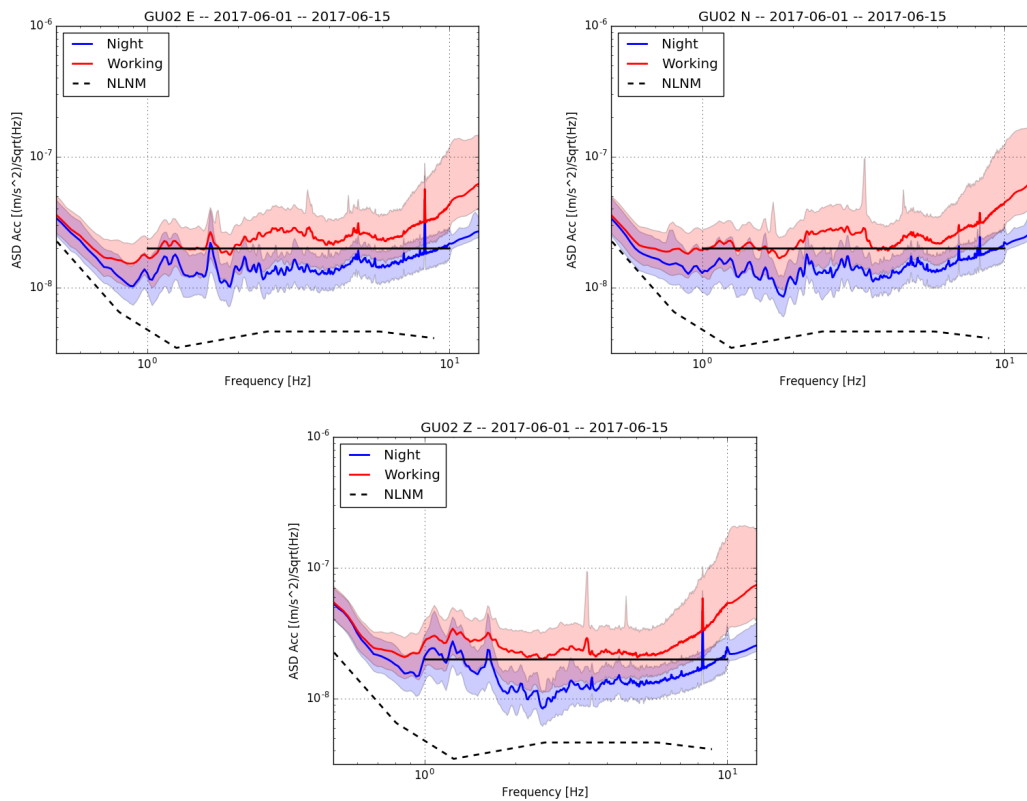 GU02 E -- 2017-06-01 -- 2017-06-15
Night
Working
NLNM
10^-6
10^-7
10^-8
ASD Acc [(m/s^2)/Sqrt(Hz)]
10^0
10^1
Frequency [Hz]
GU02 N -- 2017-06-01 -- 2017-06-15
Night
Working
NLNM
10^-6
10^-7
10^-8
ASD Acc [(m/s^2)/Sqrt(Hz)]
10^0
10^1
Frequency [Hz]
GU02 Z -- 2017-06-01 -- 2017-06-15
Night
Working
NLNM
10^-6
10^-7
10^-8
ASD Acc [(m/s^2)/Sqrt(Hz)]
10^0
10^1
Frequency [Hz]